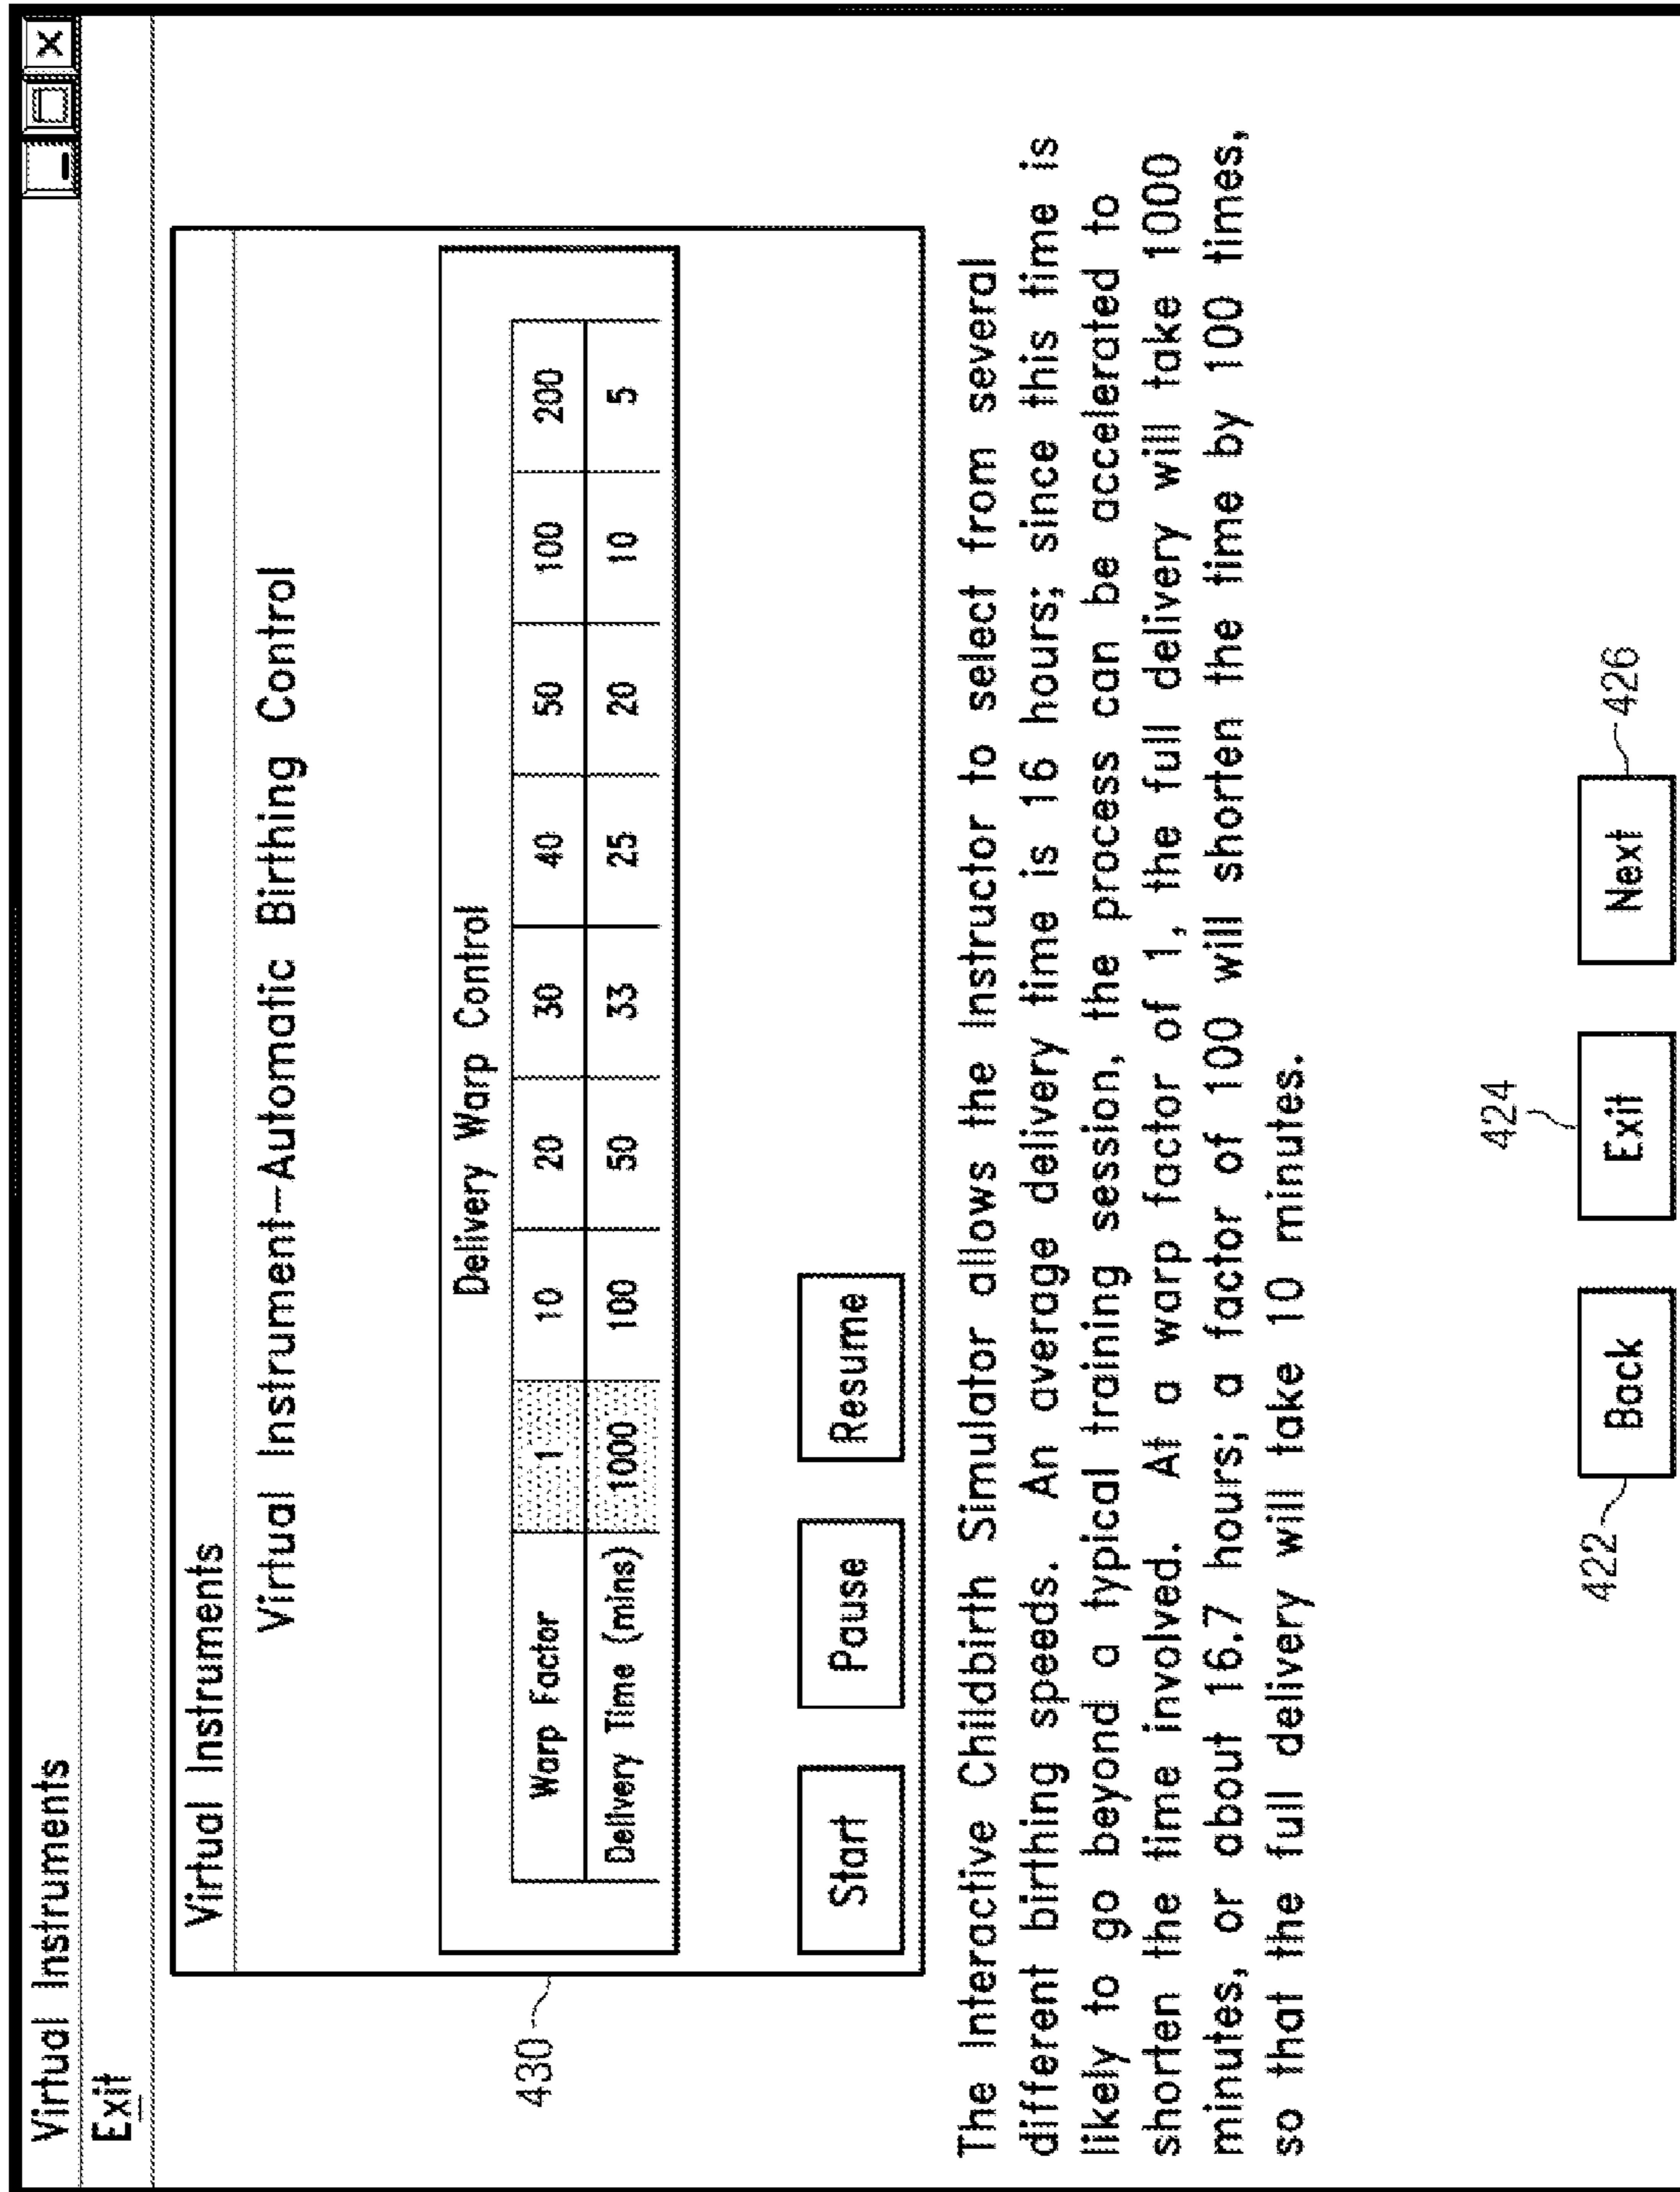 Virtual Instruments
Exit
Virtual Instruments
Virtual Instrument-Automatic Birthing Control
Delivery Warp Control
Warp Factor 1 10 20 30 40 50 100 200
Delivery Time (mins) 1000 100 50 33 25 20 10 5
430
Start Pause Resume
The Interactive Childbirth Simulator allows the Instructor to select from several
different birthing speeds. An average delivery time is 16 hours; since this time is
likely to go beyond a typical training session, the process can be accelerated to
shorten the time involved. At a warp factor of 1, the full delivery will take 1000
minutes, or about 16.7 hours; a factor of 100 will shorten the time by 100 times,
so that the full delivery will take 10 minutes.
424
422 Back Exit Next 426